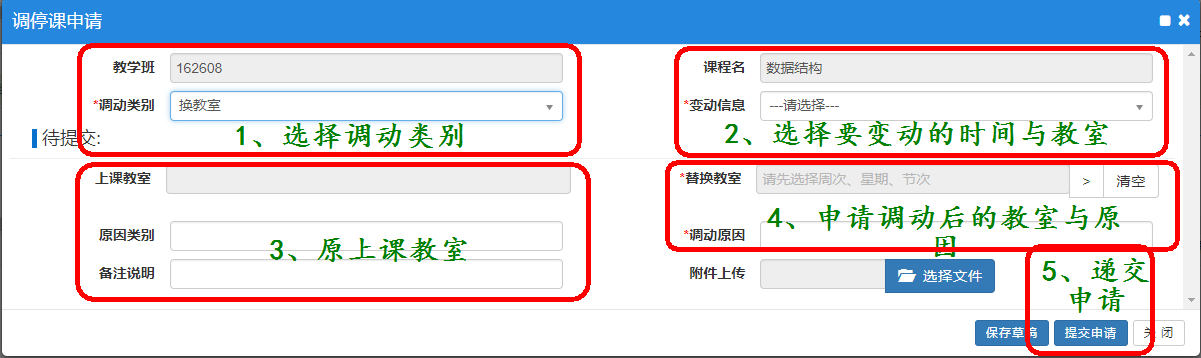 调停课申请
教学班 162608 课程名 数据结构
*调动类别 换教室 *变动信息 ---请选择---
1、选择调动类别 2、选择要变动的时间与教室
待提交:
上课教室 *替换教室 请先选择周次、星期、节次 > 清空
4、申请调动后的教室与原因
原因类别 *调动原因
3、原上课教室
备注说明 附件上传 选择文件
5、递交申请
保存草稿 提交申请 关 闭